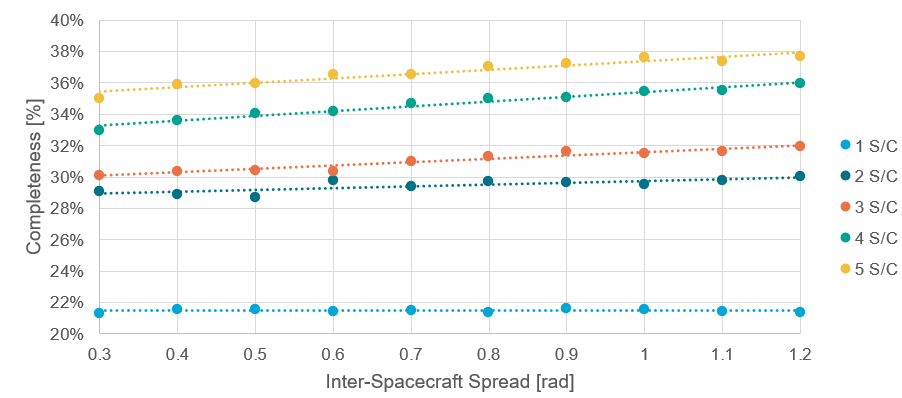 40%
38%
36%
34%
32%
30%
28%
26%
24%
22%
20%
Completeness [%]
0.3 0.4 0.5 0.6 0.7 0.8 0.9 1 1.1 1.2
Inter-Spacecraft Spread [rad]
1 S/C
2 S/C
3 S/C
4 S/C
5 S/C